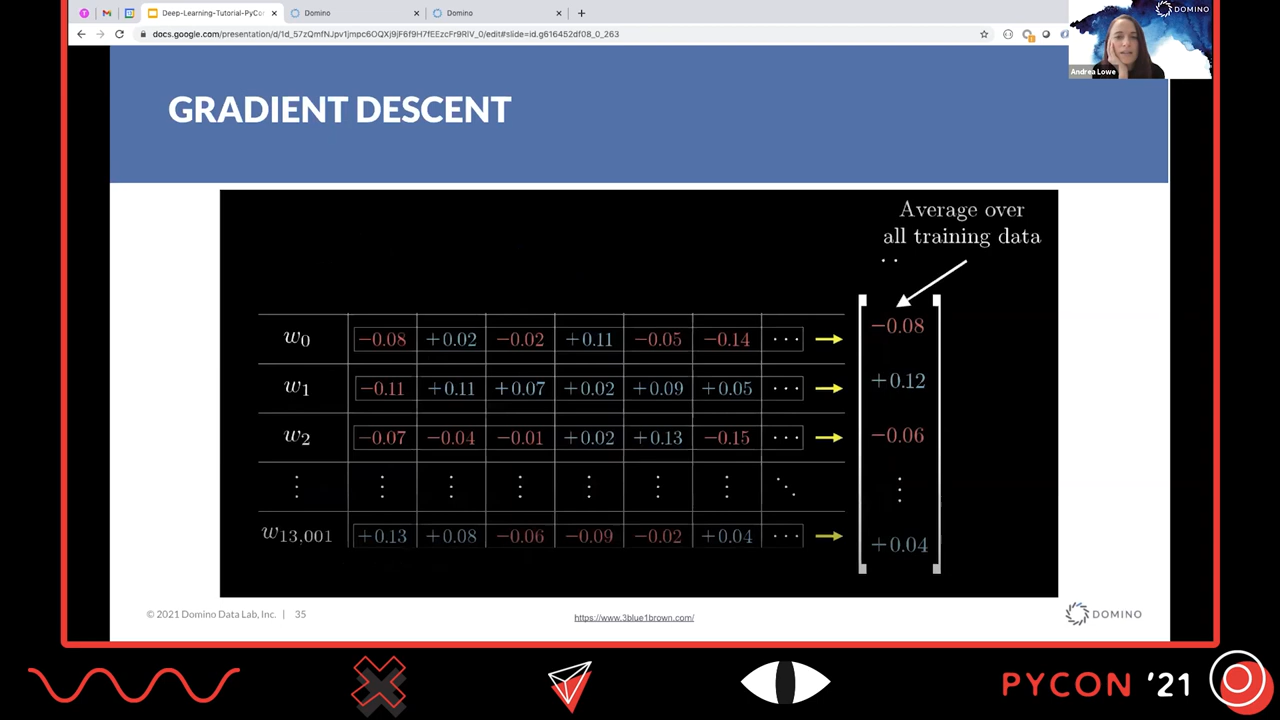 Deep-Learning-Tutorial-PyCon
Domino
Domino
docs.google.com/presentation/d/1d_57zQmfNJpv1jmpc6OQXj9jF6f9H7fEEzcFr9RlV_0/edit#slide=id.g616452df08_0_263
DOMINO
Andrea Lowe
GRADIENT DESCENT
Average over
all training data
w0 −0.08 +0.02 −0.02 +0.11 −0.05 −0.14 ⋯ → −0.08
w1 −0.11 +0.11 +0.07 +0.02 +0.09 +0.05 ⋯ → +0.12
w2 −0.07 −0.04 −0.01 +0.02 +0.13 −0.15 ⋯ → −0.06
⋮ ⋮ ⋮ ⋮ ⋮ ⋮ ⋮ ⋱ ⋮
w13,001 +0.13 +0.08 −0.06 −0.09 −0.02 +0.04 ⋯ → +0.04
© 2021 Domino Data Lab, Inc. | 35
https://www.3blue1brown.com/
DOMINO
PYCON '21